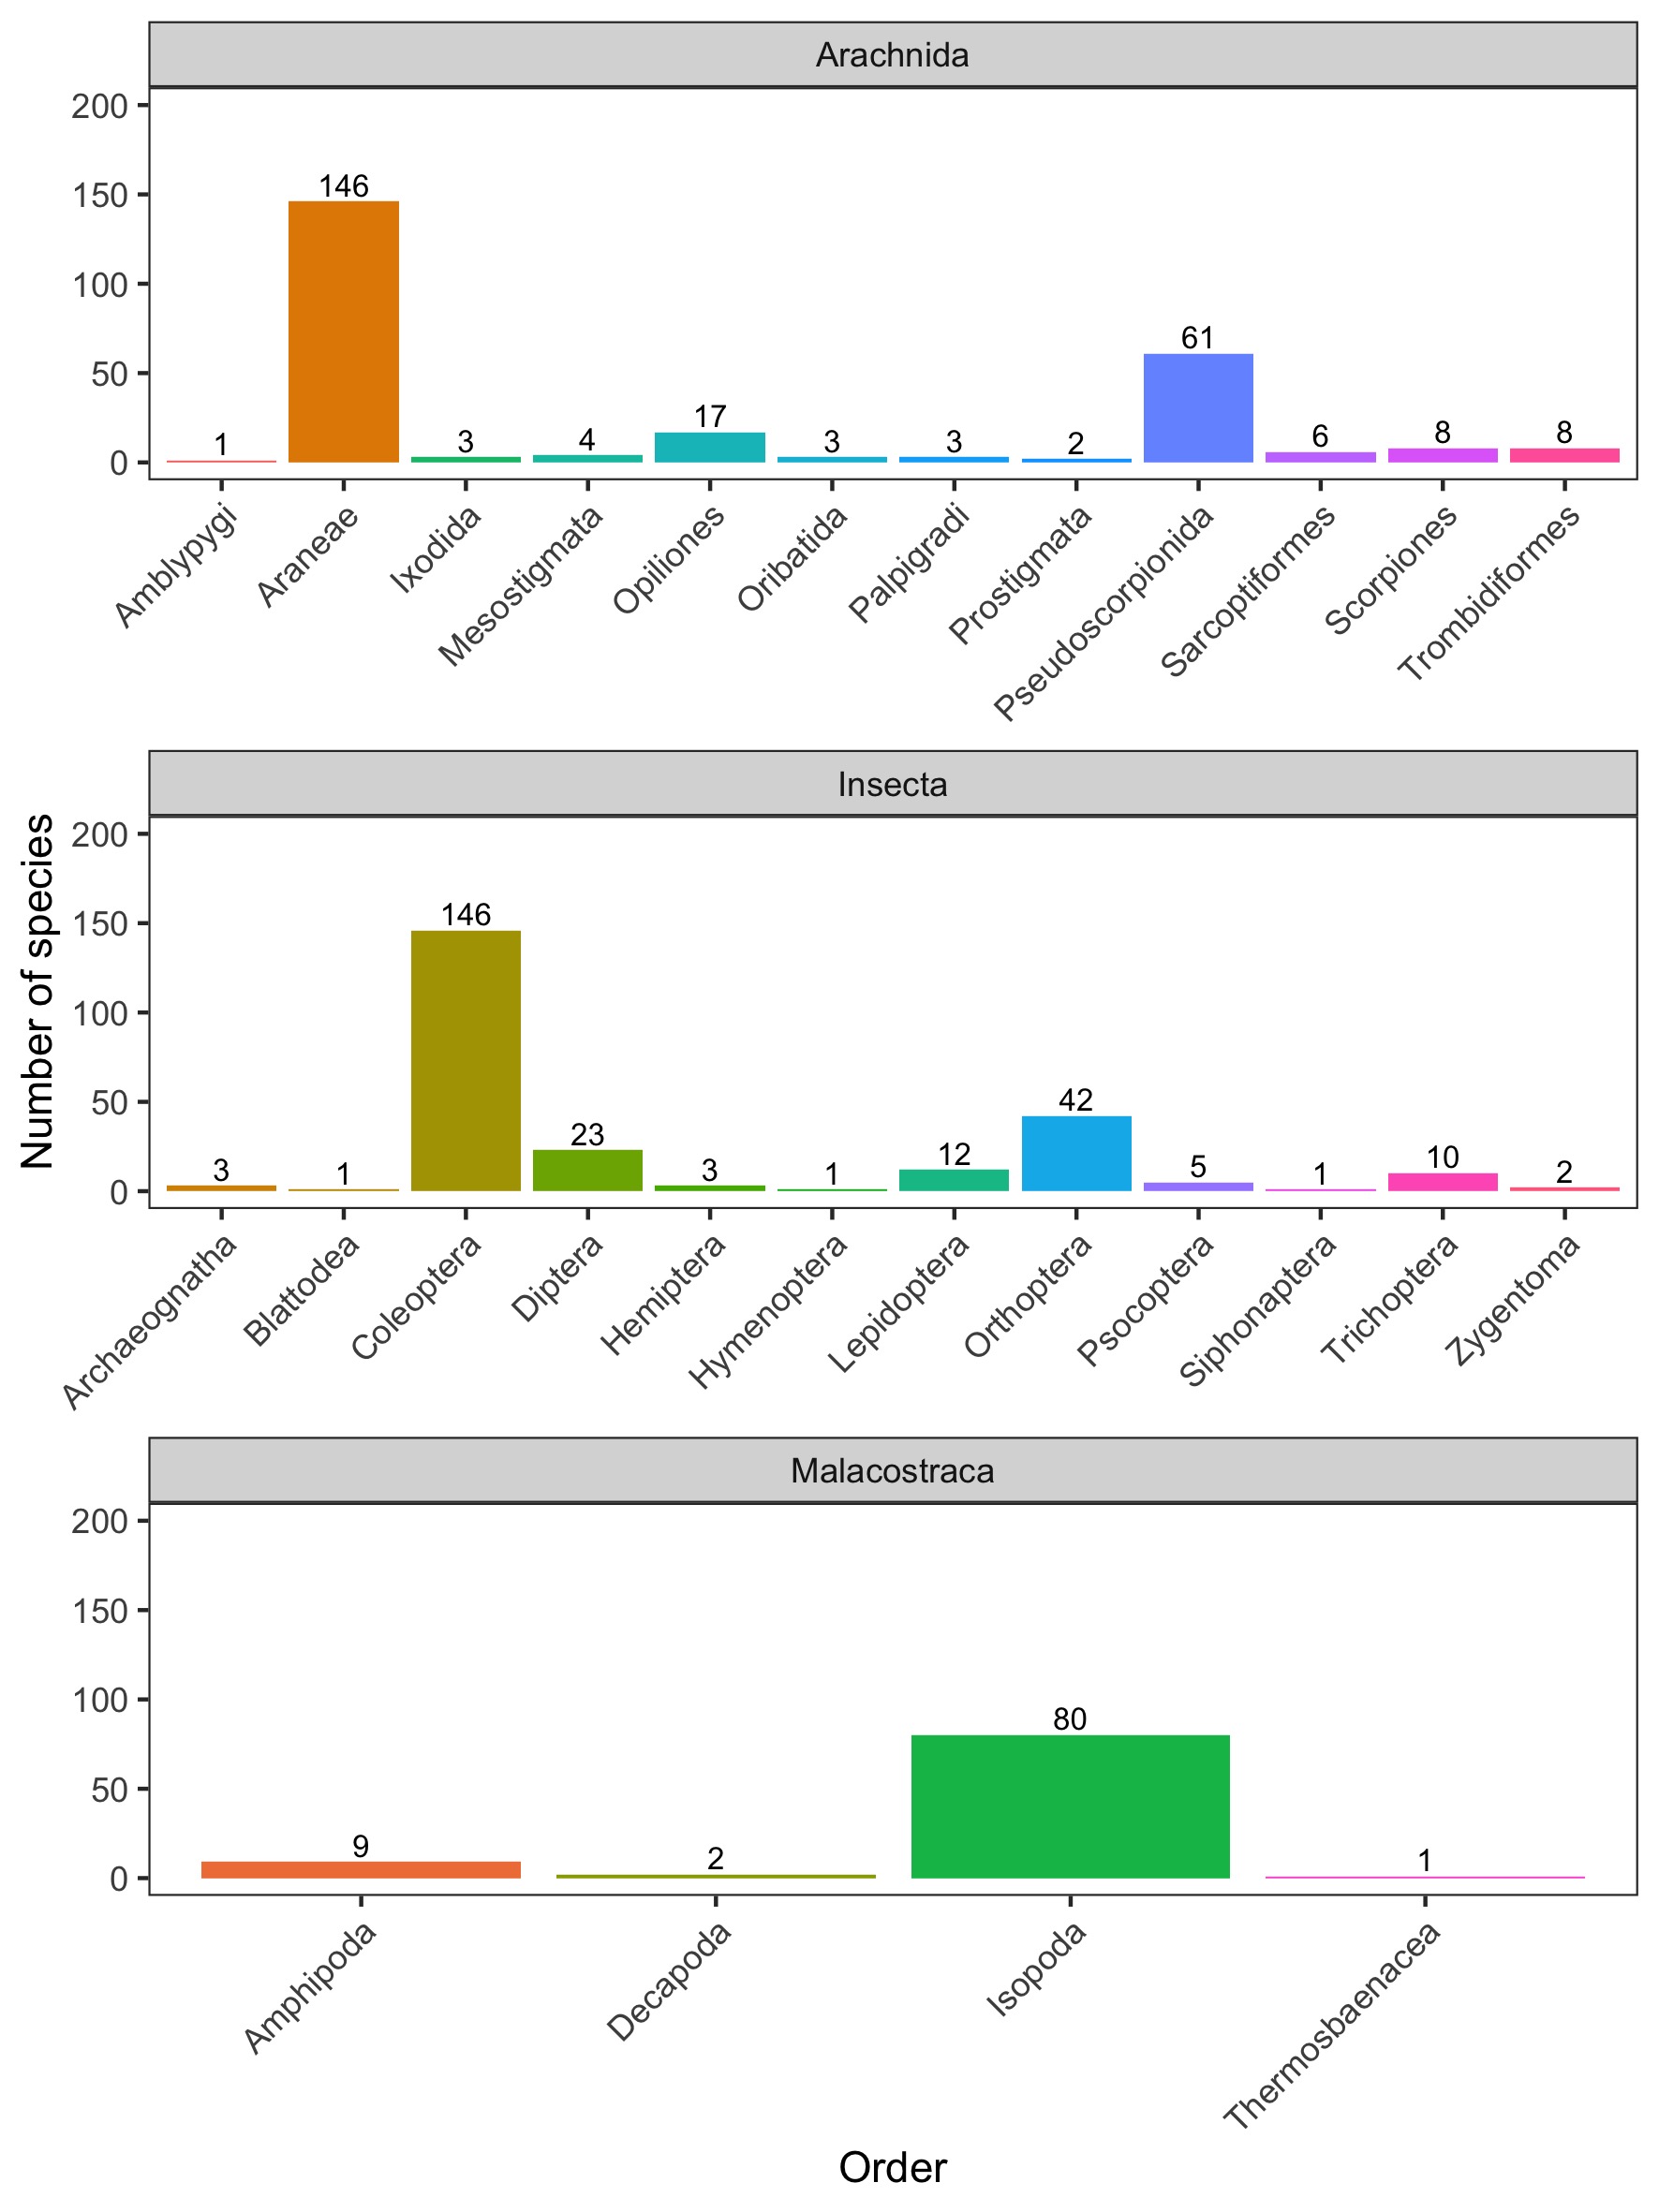 Arachnida
200
150
100
50
0
1
146
3
4
17
3
3
2
61
6
8
8
Amblypygi
Araneae
Ixodida
Mesostigmata
Opiliones
Oribatida
Palpigradi
Prostigmata
Pseudoscorpionida
Sarcoptiformes
Scorpiones
Trombidiformes
Number of species
Insecta
200
150
100
50
0
3
1
146
23
3
1
12
42
5
1
10
2
Archaeognatha
Blattodea
Coleoptera
Diptera
Hemiptera
Hymenoptera
Lepidoptera
Orthoptera
Psocoptera
Siphonaptera
Trichoptera
Zygentoma
Malacostraca
200
150
100
50
0
9
2
80
1
Amphipoda
Decapoda
Isopoda
Thermosbaenacea
Order